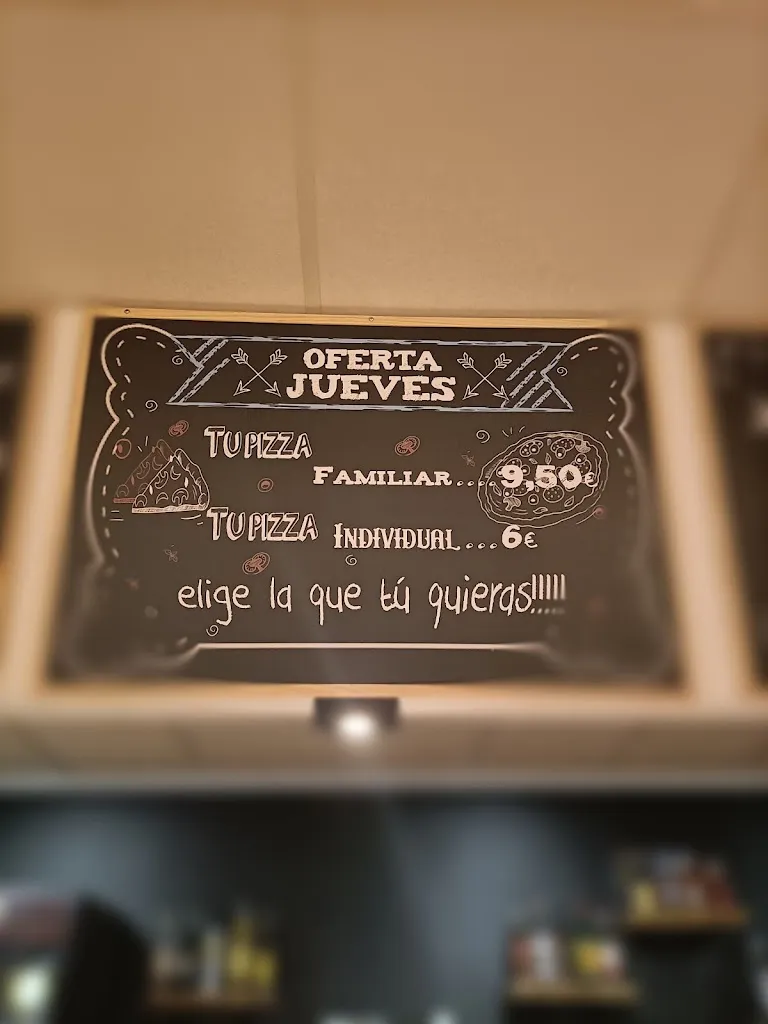 OFERTA
JUEVES
TU PIZZA
FAMILIAR....9,50€
TU PIZZA INDIVIDUAL...6€
elige la que tú quieras!!!!!